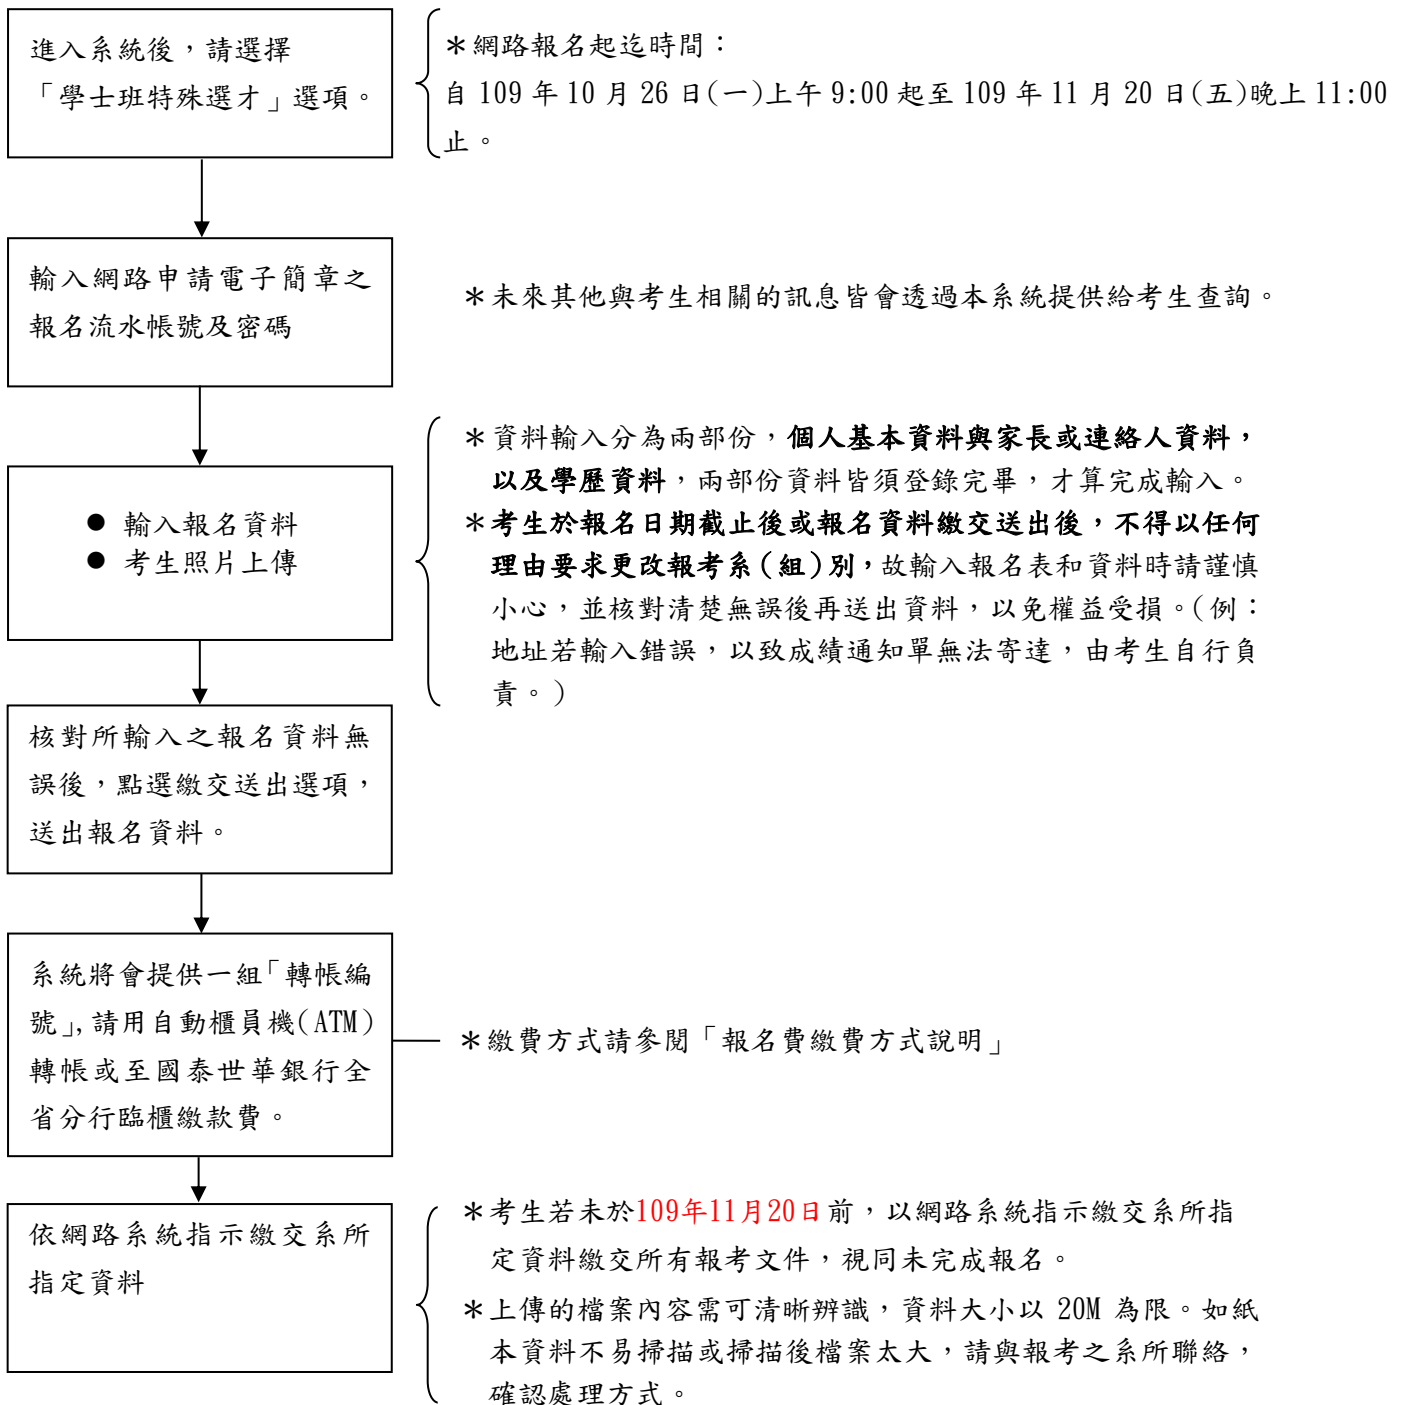 進入系統後，請選擇
「學士班特殊選才」選項。
＊網路報名起迄時間：
自 109 年 10 月 26 日(一)上午 9:00 起至 109 年 11 月 20 日(五)晚上 11:00
止。
輸入網路申請電子簡章之
報名流水帳號及密碼
＊未來其他與考生相關的訊息皆會透過本系統提供給考生查詢。
● 輸入報名資料
● 考生照片上傳
＊資料輸入分為兩部份，個人基本資料與家長或連絡人資料，
以及學歷資料，兩部份資料皆須登錄完畢，才算完成輸入。
＊考生於報名日期截止後或報名資料繳交送出後，不得以任何
理由要求更改報考系(組)別，故輸入報名表和資料時請謹慎
小心，並核對清楚無誤後再送出資料，以免權益受損。(例：
地址若輸入錯誤，以致成績通知單無法寄達，由考生自行負
責。)
核對所輸入之報名資料無
誤後，點選繳交送出選項，
送出報名資料。
系統將會提供一組「轉帳編
號」,請用自動櫃員機(ATM)
轉帳或至國泰世華銀行全
省分行臨櫃繳款費。
＊繳費方式請參閱「報名費繳費方式說明」
依網路系統指示繳交系所
指定資料
＊考生若未於109年11月20日前，以網路系統指示繳交系所指
定資料繳交所有報考文件，視同未完成報名。
＊上傳的檔案內容需可清晰辨識，資料大小以 20M 為限。如紙
本資料不易掃描或掃描後檔案太大，請與報考之系所聯絡，
確認處理方式。